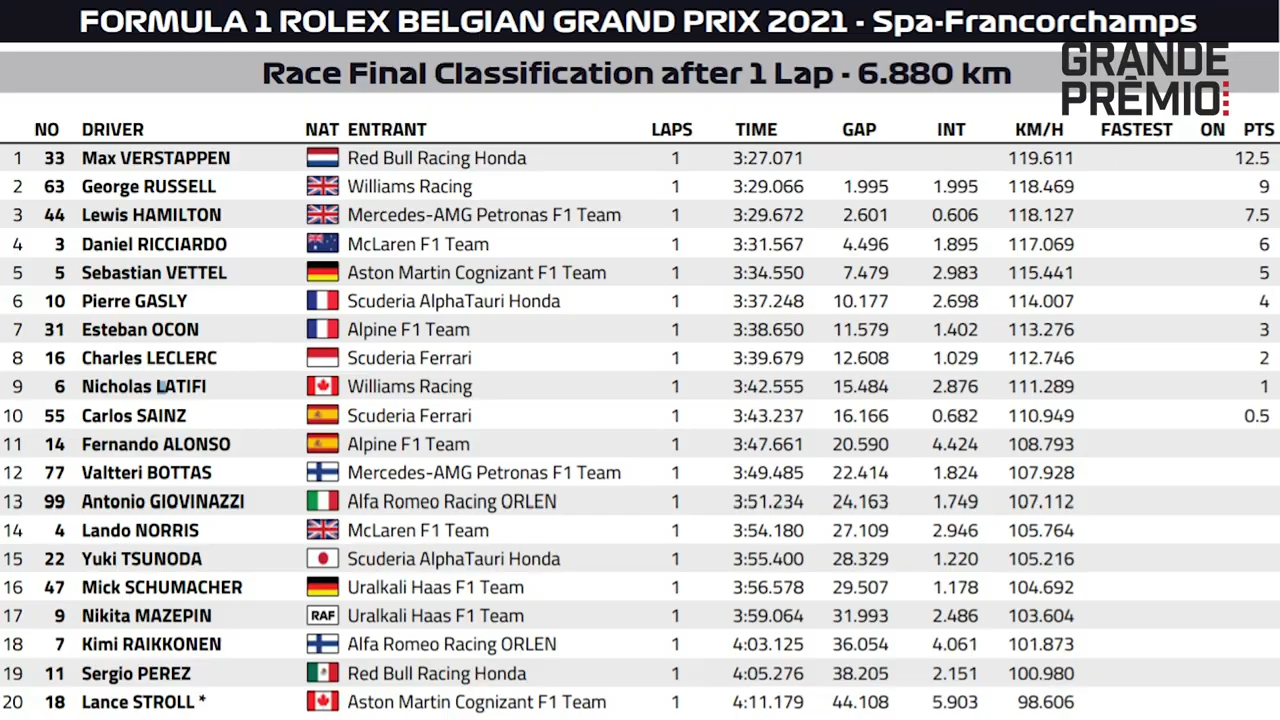 FORMULA 1 ROLEX BELGIAN GRAND PRIX 2021 - Spa-Francorchamps
Race Final Classification after 1 Lap - 6.880 km
GRANDE
PRÊMIO
NO DRIVER NAT ENTRANT LAPS TIME GAP INT KM/H FASTEST ON PTS
1 33 Max VERSTAPPEN Red Bull Racing Honda 1 3:27.071 119.611 12.5
2 63 George RUSSELL Williams Racing 1 3:29.066 1.995 1.995 118.469 9
3 44 Lewis HAMILTON Mercedes-AMG Petronas F1 Team 1 3:29.672 2.601 0.606 118.127 7.5
4 3 Daniel RICCIARDO McLaren F1 Team 1 3:31.567 4.496 1.895 117.069 6
5 5 Sebastian VETTEL Aston Martin Cognizant F1 Team 1 3:34.550 7.479 2.983 115.441 5
6 10 Pierre GASLY Scuderia AlphaTauri Honda 1 3:37.248 10.177 2.698 114.007 4
7 31 Esteban OCON Alpine F1 Team 1 3:38.650 11.579 1.402 113.276 3
8 16 Charles LECLERC Scuderia Ferrari 1 3:39.679 12.608 1.029 112.746 2
9 6 Nicholas LATIFI Williams Racing 1 3:42.555 15.484 2.876 111.289 1
10 55 Carlos SAINZ Scuderia Ferrari 1 3:43.237 16.166 0.682 110.949 0.5
11 14 Fernando ALONSO Alpine F1 Team 1 3:47.661 20.590 4.424 108.793
12 77 Valtteri BOTTAS Mercedes-AMG Petronas F1 Team 1 3:49.485 22.414 1.824 107.928
13 99 Antonio GIOVINAZZI Alfa Romeo Racing ORLEN 1 3:51.234 24.163 1.749 107.112
14 4 Lando NORRIS McLaren F1 Team 1 3:54.180 27.109 2.946 105.764
15 22 Yuki TSUNODA Scuderia AlphaTauri Honda 1 3:55.400 28.329 1.220 105.216
16 47 Mick SCHUMACHER Uralkali Haas F1 Team 1 3:56.578 29.507 1.178 104.692
17 9 Nikita MAZEPIN RAF Uralkali Haas F1 Team 1 3:59.064 31.993 2.486 103.604
18 7 Kimi RAIKKONEN Alfa Romeo Racing ORLEN 1 4:03.125 36.054 4.061 101.873
19 11 Sergio PEREZ Red Bull Racing Honda 1 4:05.276 38.205 2.151 100.980
20 18 Lance STROLL * Aston Martin Cognizant F1 Team 1 4:11.179 44.108 5.903 98.606